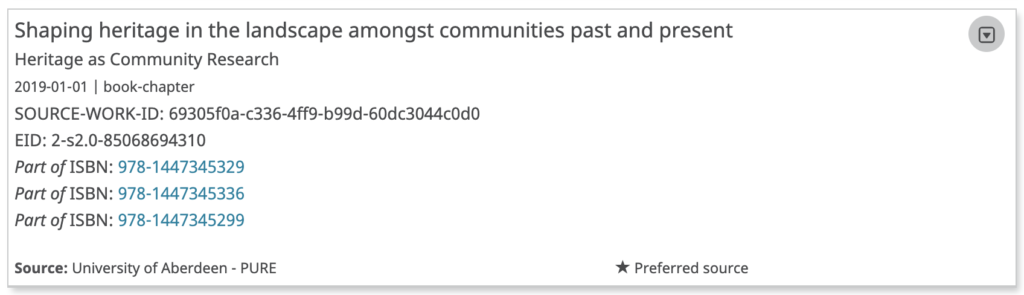 Shaping heritage in the landscape amongst communities past and present
Heritage as Community Research
2019-01-01 | book-chapter
SOURCE-WORK-ID: 69305f0a-c336-4ff9-b99d-60dc3044c0d0
EID: 2-s2.0-85068694310
Part of ISBN: 978-1447345329
Part of ISBN: 978-1447345336
Part of ISBN: 978-1447345299
Source: University of Aberdeen - PURE
★ Preferred source